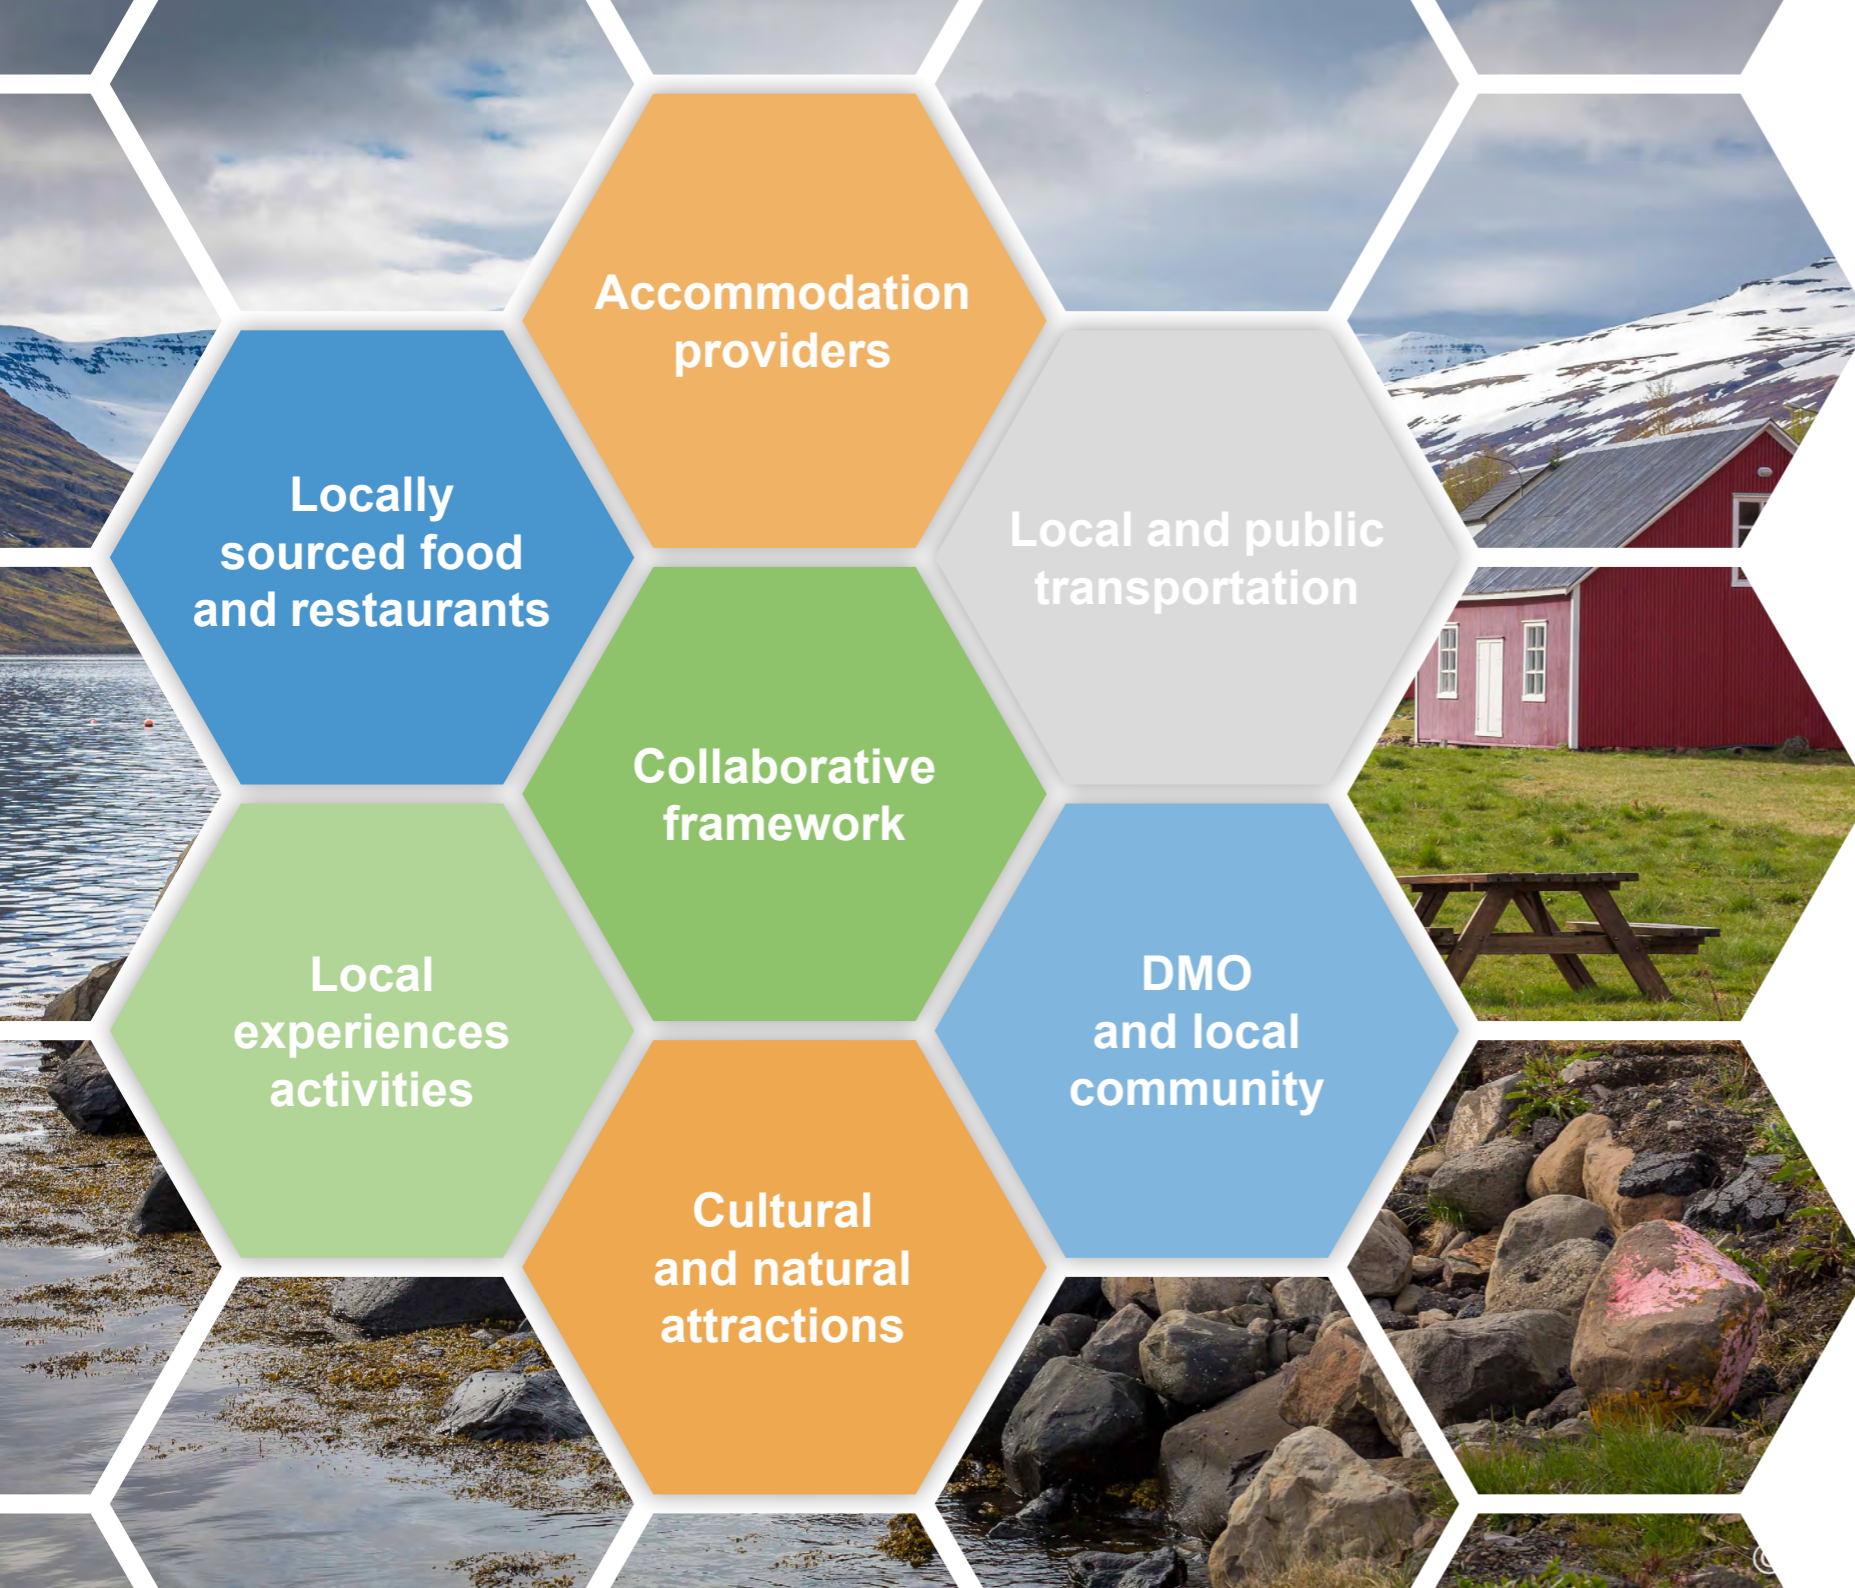 Accommodation
providers
Locally
sourced food
and restaurants
Local and public
transportation
Collaborative
framework
Local
experiences
activities
DMO
and local
community
Cultural
and natural
attractions
©